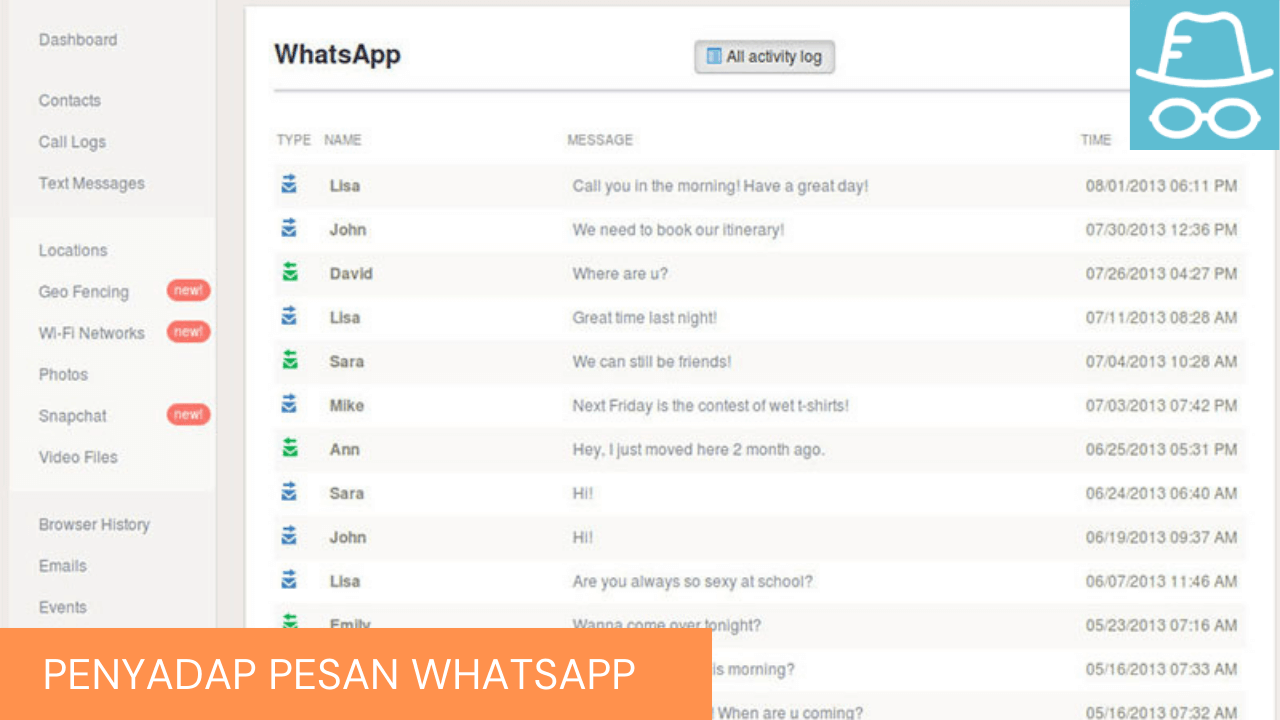 Dashboard
Contacts
Call Logs
Text Messages
Locations
Geo Fencing new!
Wi-Fi Networks new!
Photos
Snapchat new!
Video Files
Browser History
Emails
Events
WhatsApp All activity log
TYPE NAME MESSAGE TIME
Lisa Call you in the morning! Have a great day! 08/01/2013 06:11 PM
John We need to book our itinerary! 07/30/2013 12:36 PM
David Where are u? 07/26/2013 04:27 PM
Lisa Great time last night! 07/11/2013 08:28 AM
Sara We can still be friends! 07/04/2013 10:28 AM
Mike Next Friday is the contest of wet t-shirts! 07/03/2013 07:42 PM
Ann Hey, I just moved here 2 month ago. 06/25/2013 05:31 PM
Sara Hi! 06/24/2013 06:40 AM
John Hi! 06/19/2013 09:37 AM
Lisa Are you always so sexy at school? 06/07/2013 11:46 AM
Emily Wanna come over tonight? 05/23/2013 07:16 AM
is morning? 05/16/2013 07:33 AM
! When are u coming? 05/16/2013 07:32 AM
PENYADAP PESAN WHATSAPP